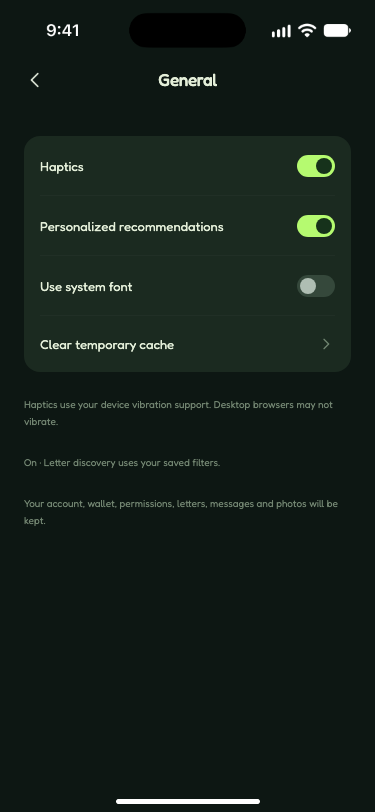 9:41
General
Haptics
Personalized recommendations
Use system font
Clear temporary cache
Haptics use your device vibration support. Desktop browsers may not
vibrate.
On · Letter discovery uses your saved filters.
Your account, wallet, permissions, letters, messages and photos will be
kept.